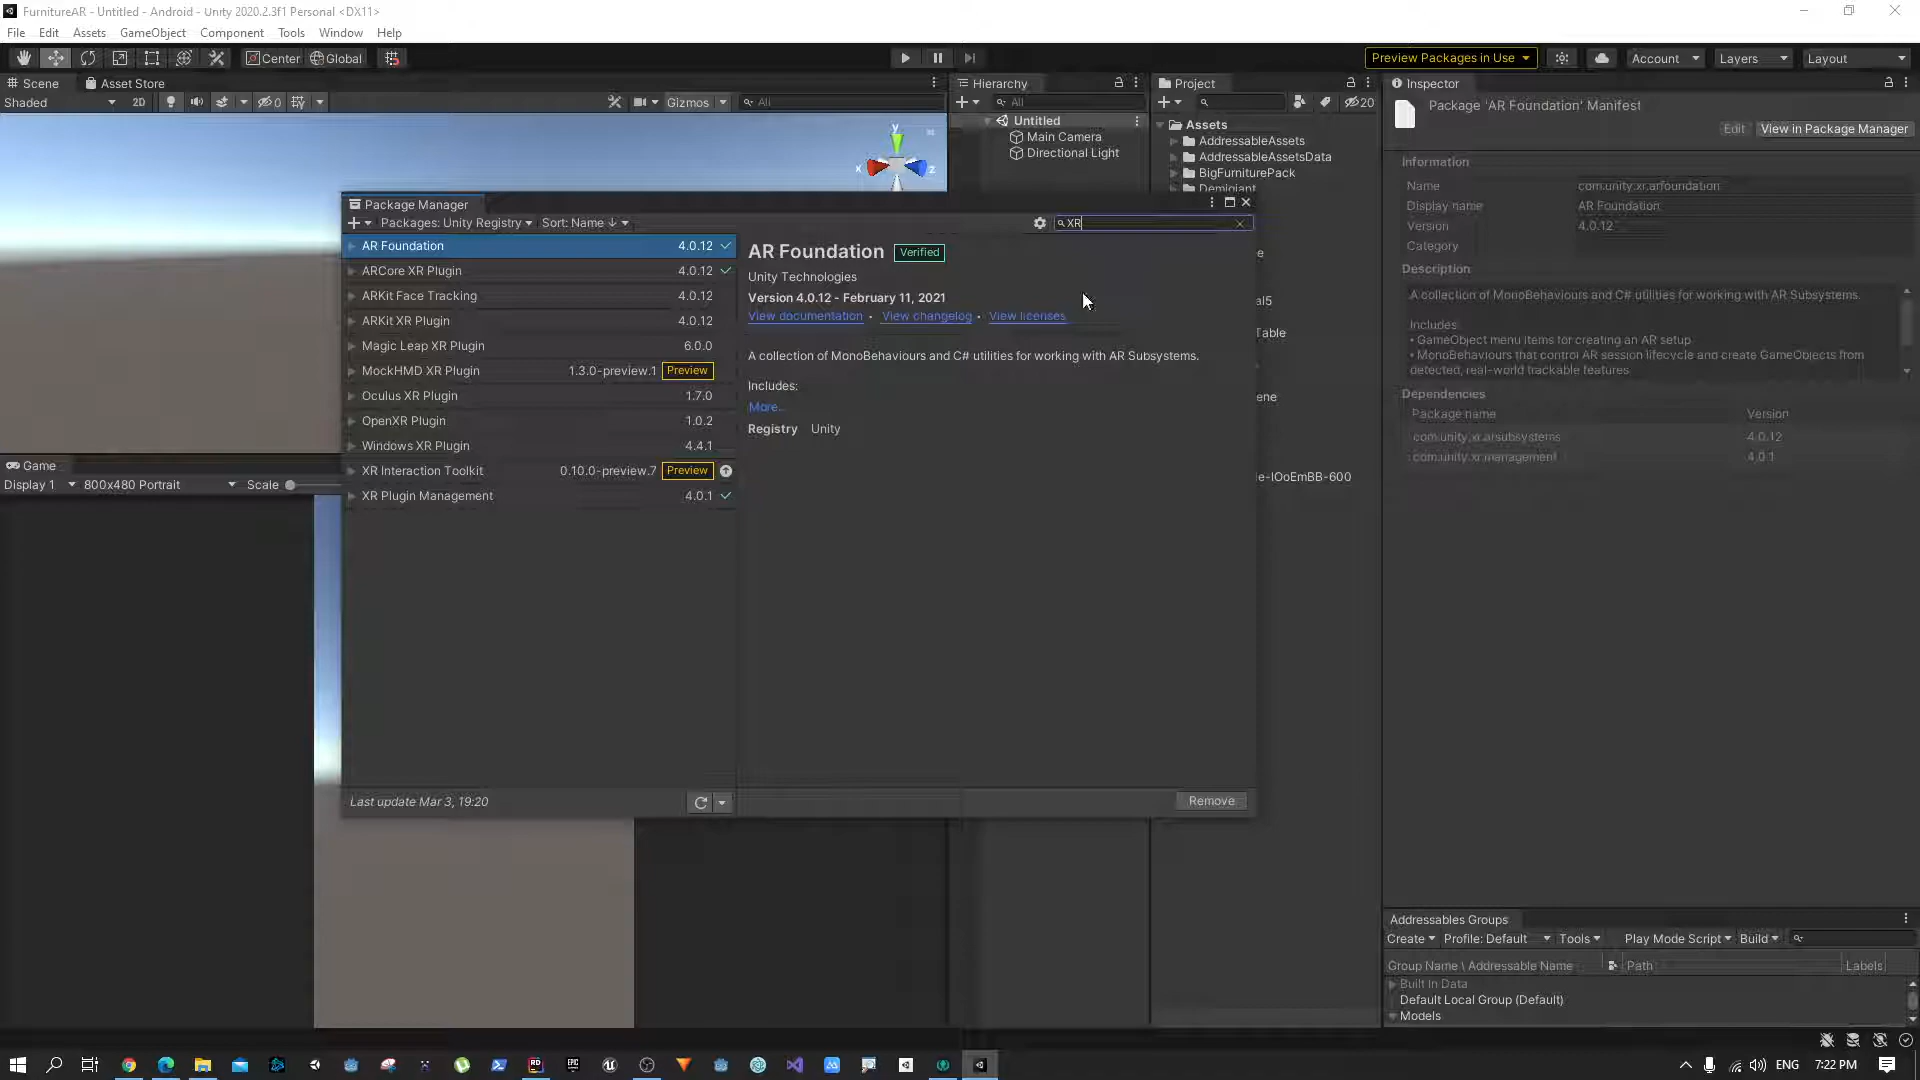 FurnitureAR - Untitled - Android - Unity 2020.2.3f1 Personal <DX11>
File Edit Assets GameObject Component Tools Window Help
Center Global Preview Packages in Use Account Layers Layout
Scene Asset Store
Shaded 2D 0 Gizmos All
y
x z
Hierarchy
All
Untitled
Main Camera
Directional Light
Project
20
Assets
AddressableAssets
AddressableAssetsData
BigFurniturePack
Demigiant
al5
Table
ene
le-IOoEmBB-600
Inspector
Package 'AR Foundation' Manifest
Edit View in Package Manager
Information
Name com.unity.xr.arfoundation
Display name AR Foundation
Version 4.0.12
Category
Description
A collection of MonoBehaviours and C# utilities for working with AR Subsystems.
Includes:
• GameObject menu items for creating an AR setup
• MonoBehaviours that control AR session lifecycle and create GameObjects from
detected, real-world trackable features
Dependencies
Package name Version
com.unity.xr.arsubsystems 4.0.12
com.unity.xr.management 4.0.1
Package Manager
Packages: Unity Registry Sort: Name ↓ XR
AR Foundation 4.0.12
ARCore XR Plugin 4.0.12
ARKit Face Tracking 4.0.12
ARKit XR Plugin 4.0.12
Magic Leap XR Plugin 6.0.0
MockHMD XR Plugin 1.3.0-preview.1 Preview
Oculus XR Plugin 1.7.0
OpenXR Plugin 1.0.2
Windows XR Plugin 4.4.1
XR Interaction Toolkit 0.10.0-preview.7 Preview
XR Plugin Management 4.0.1
Last update Mar 3, 19:20
AR Foundation Verified
Unity Technologies
Version 4.0.12 - February 11, 2021
View documentation • View changelog • View licenses
A collection of MonoBehaviours and C# utilities for working with AR Subsystems.
Includes:
More...
Registry Unity
Remove
Game
Display 1 800x480 Portrait Scale
Addressables Groups
Create Profile: Default Tools Play Mode Script Build
Group Name \ Addressable Name Path Labels
Built In Data
Default Local Group (Default)
Models
ENG 7:22 PM